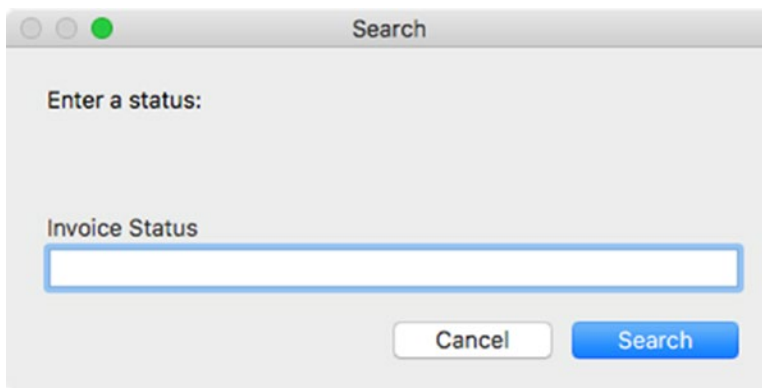 Search
Enter a status:
Invoice Status
Cancel Search